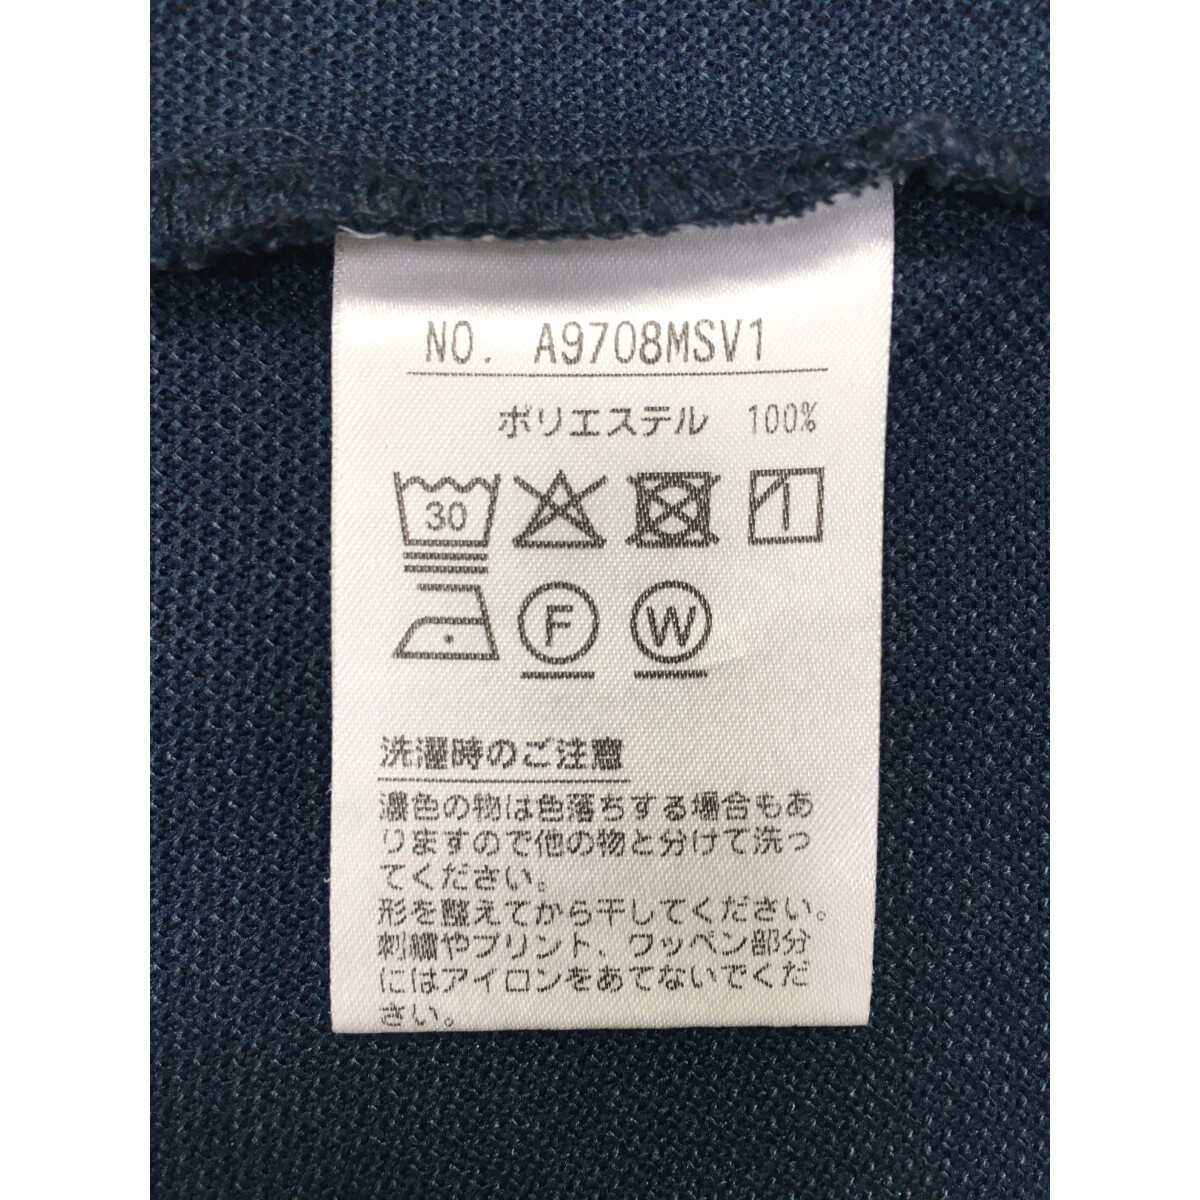 NO. A9708MSV1
ポリエステル 100%
30
F W
洗濯時のご注意
濃色の物は色落ちする場合もあ
りますので他の物と分けて洗っ
てください。
形を整えてから干してください。
刺繍やプリント、ワッペン部分
にはアイロンをあてないでくだ
さい。